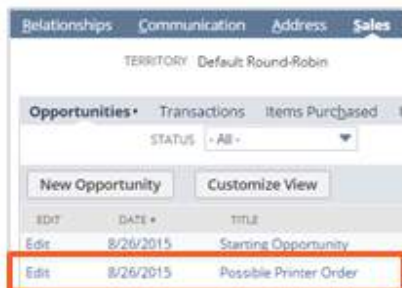 Relationships Communication Address Sales
TERRITORY Default Round-Robin
Opportunities• Transactions Items Purchased
STATUS - All -
New Opportunity Customize View
EDIT DATE TITLE
Edit 8/26/2015 Starting Opportunity
Edit 8/26/2015 Possible Printer Order